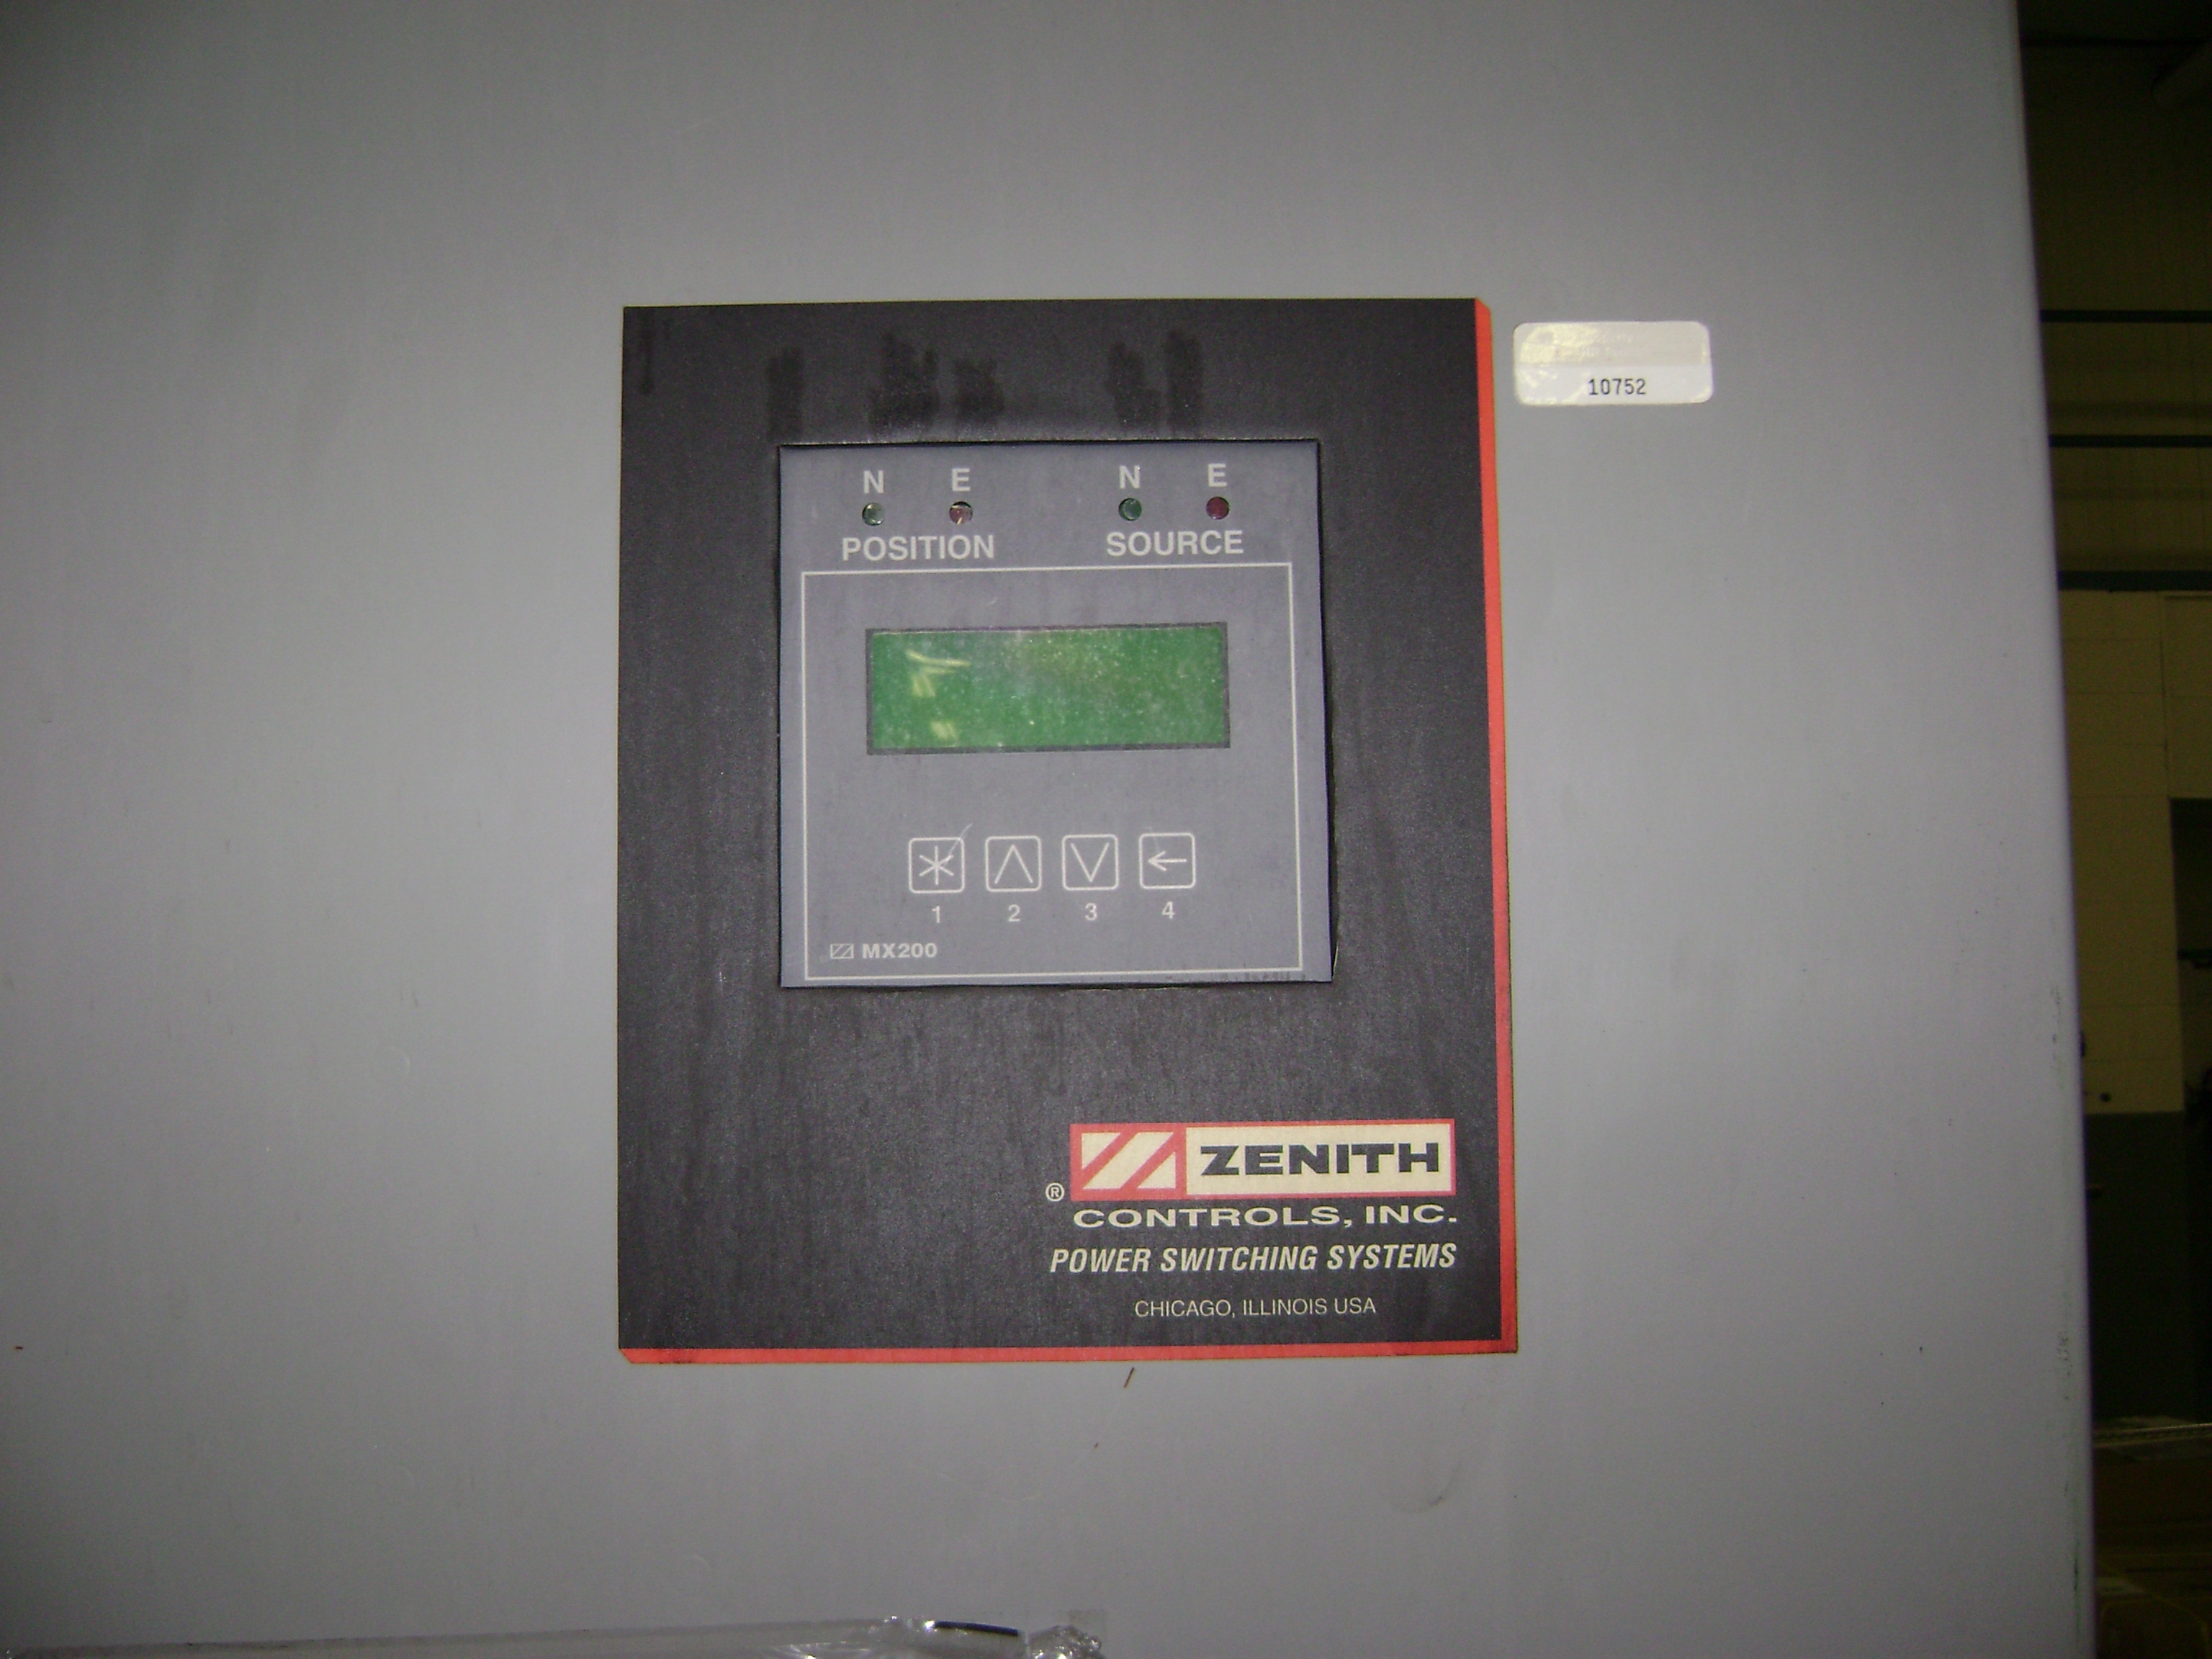 10752
N E N E
POSITION SOURCE
1 2 3 4
MX200
ZENITH
®
CONTROLS, INC.
POWER SWITCHING SYSTEMS
CHICAGO, ILLINOIS USA